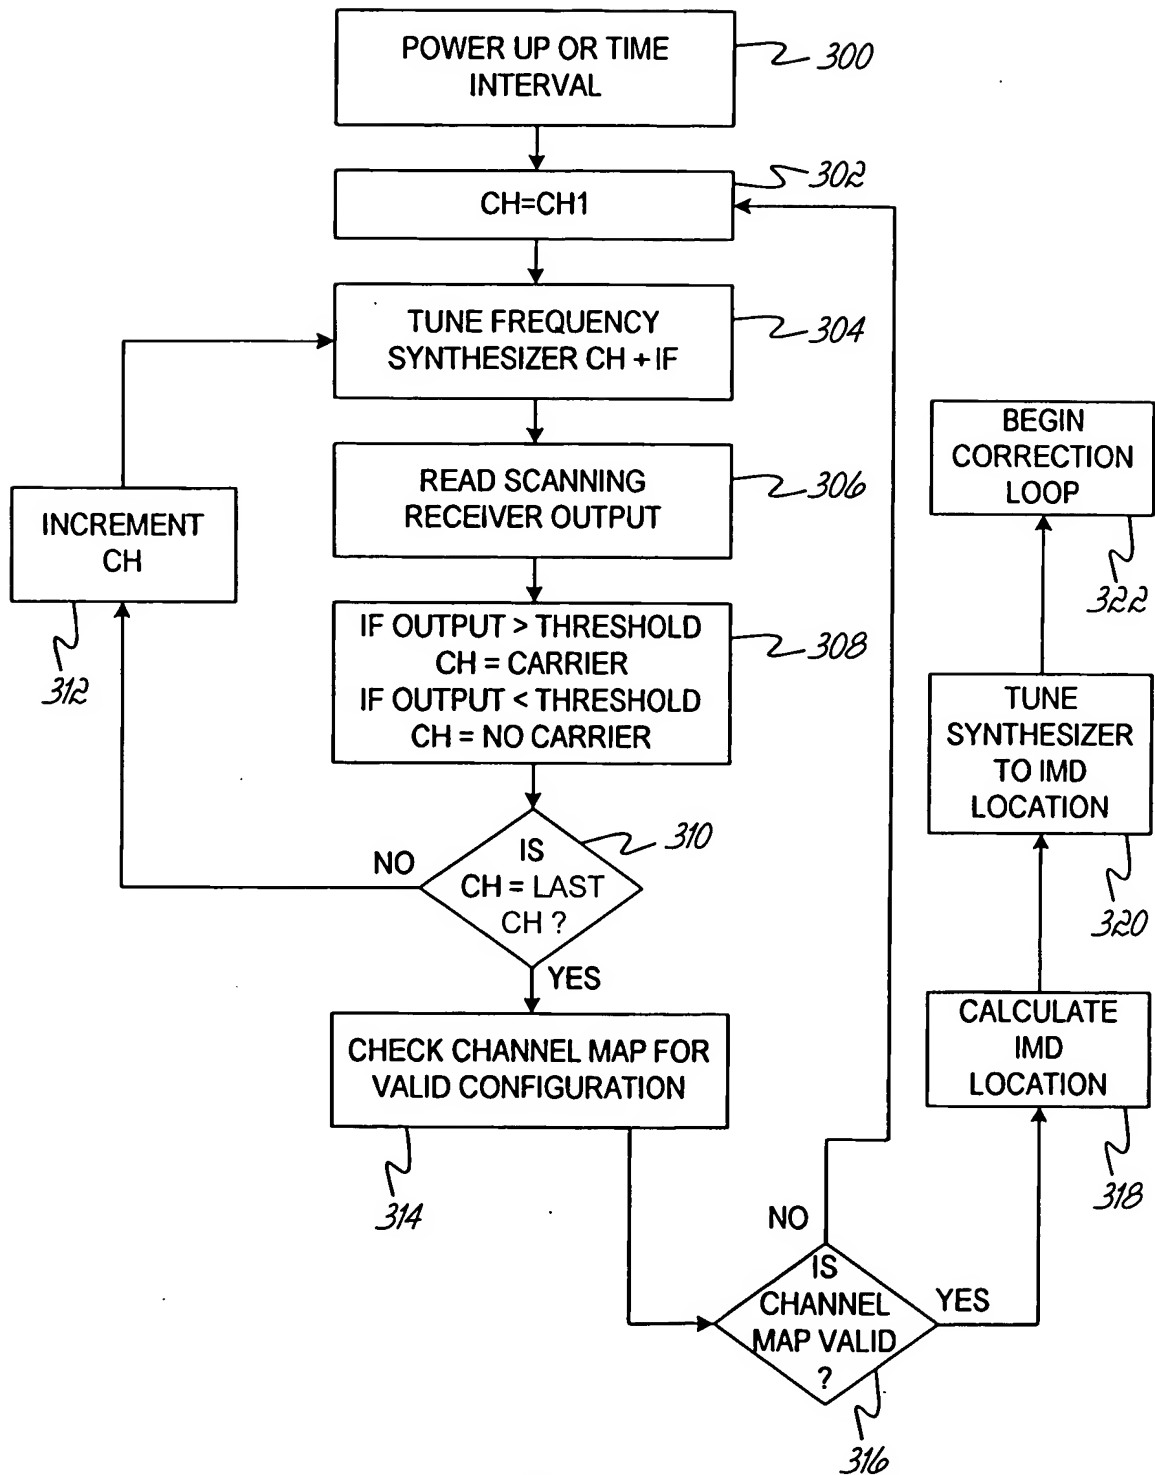 POWER UP OR TIME
INTERVAL
300
CH=CH1
302
TUNE FREQUENCY
SYNTHESIZER CH + IF
304
READ SCANNING
RECEIVER OUTPUT
306
IF OUTPUT > THRESHOLD
CH = CARRIER
IF OUTPUT < THRESHOLD
CH = NO CARRIER
308
INCREMENT
CH
312
IS
CH = LAST
CH ?
310
NO
YES
CHECK CHANNEL MAP FOR
VALID CONFIGURATION
314
IS
CHANNEL
MAP VALID
?
316
NO
YES
CALCULATE
IMD
LOCATION
318
TUNE
SYNTHESIZER
TO IMD
LOCATION
320
BEGIN
CORRECTION
LOOP
322